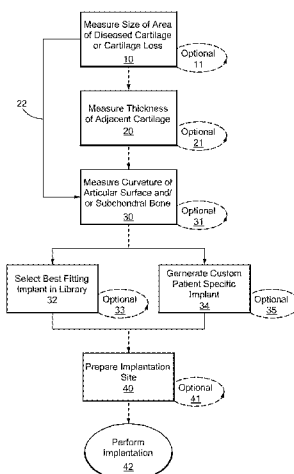 Measure Size of Area
of Diseased Cartilage
or Cartilage Loss
10
Optional
11
22
Measure Thickness
of Adjacent Cartilage
20
Optional
21
Measure Curvature of
Articular Surface and/
or Subchondral Bone
30
Optional
31
Select Best Fitting
Implant in Library
32
Optional
33
Gernerate Custom
Patient Specific
Implant
34
Optional
35
Prepare Implantation
Site
40
Optional
41
Perform
Implantation
42